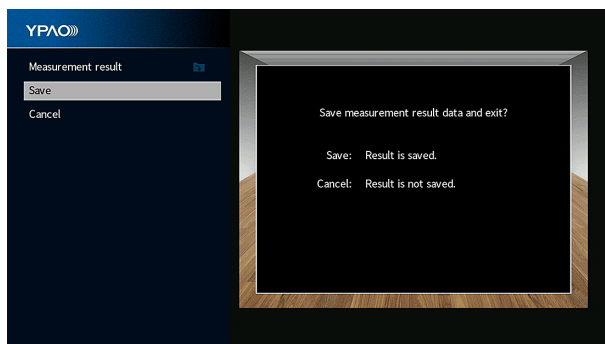 YPAO
Measurement result
Save
Cancel
Save measurement result data and exit?
Save: Result is saved.
Cancel: Result is not saved.